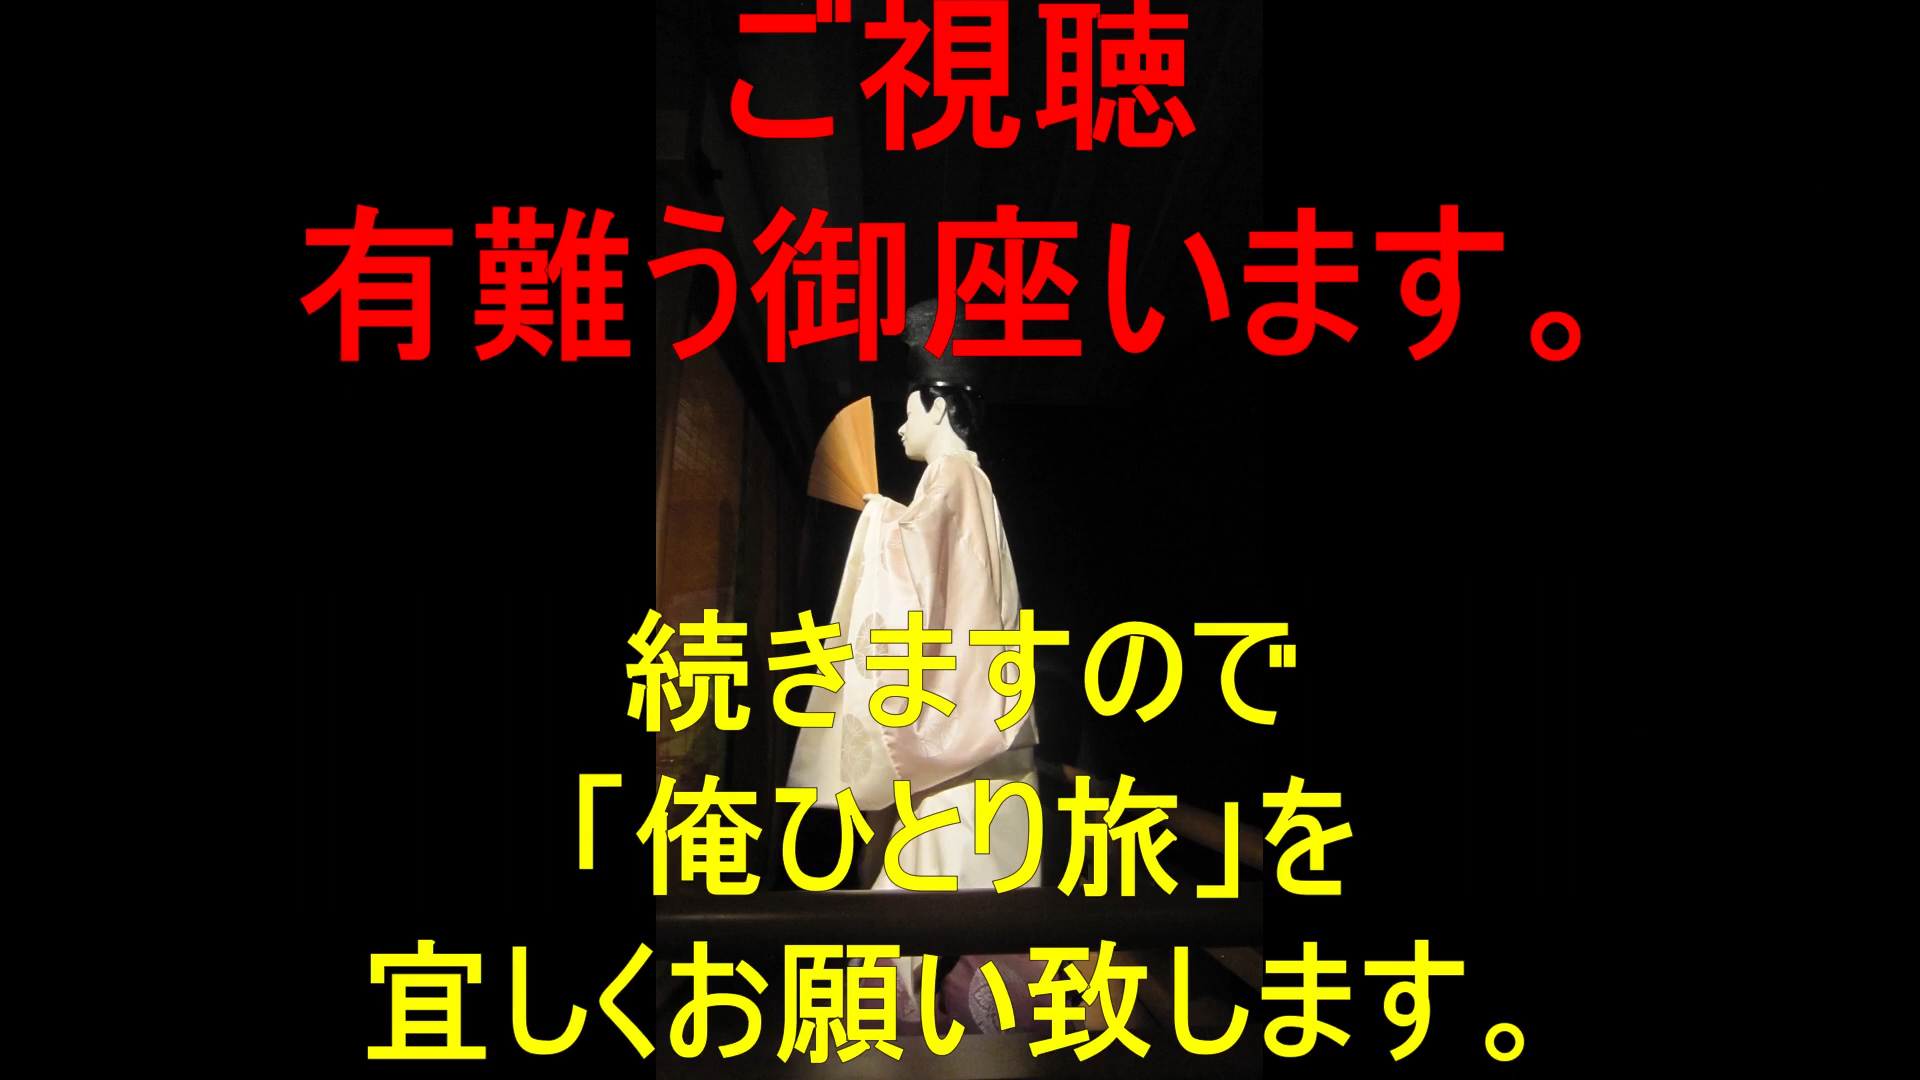 ご視聴
有難う御座います。
続きますので
「俺ひとり旅」を
宜しくお願い致します。